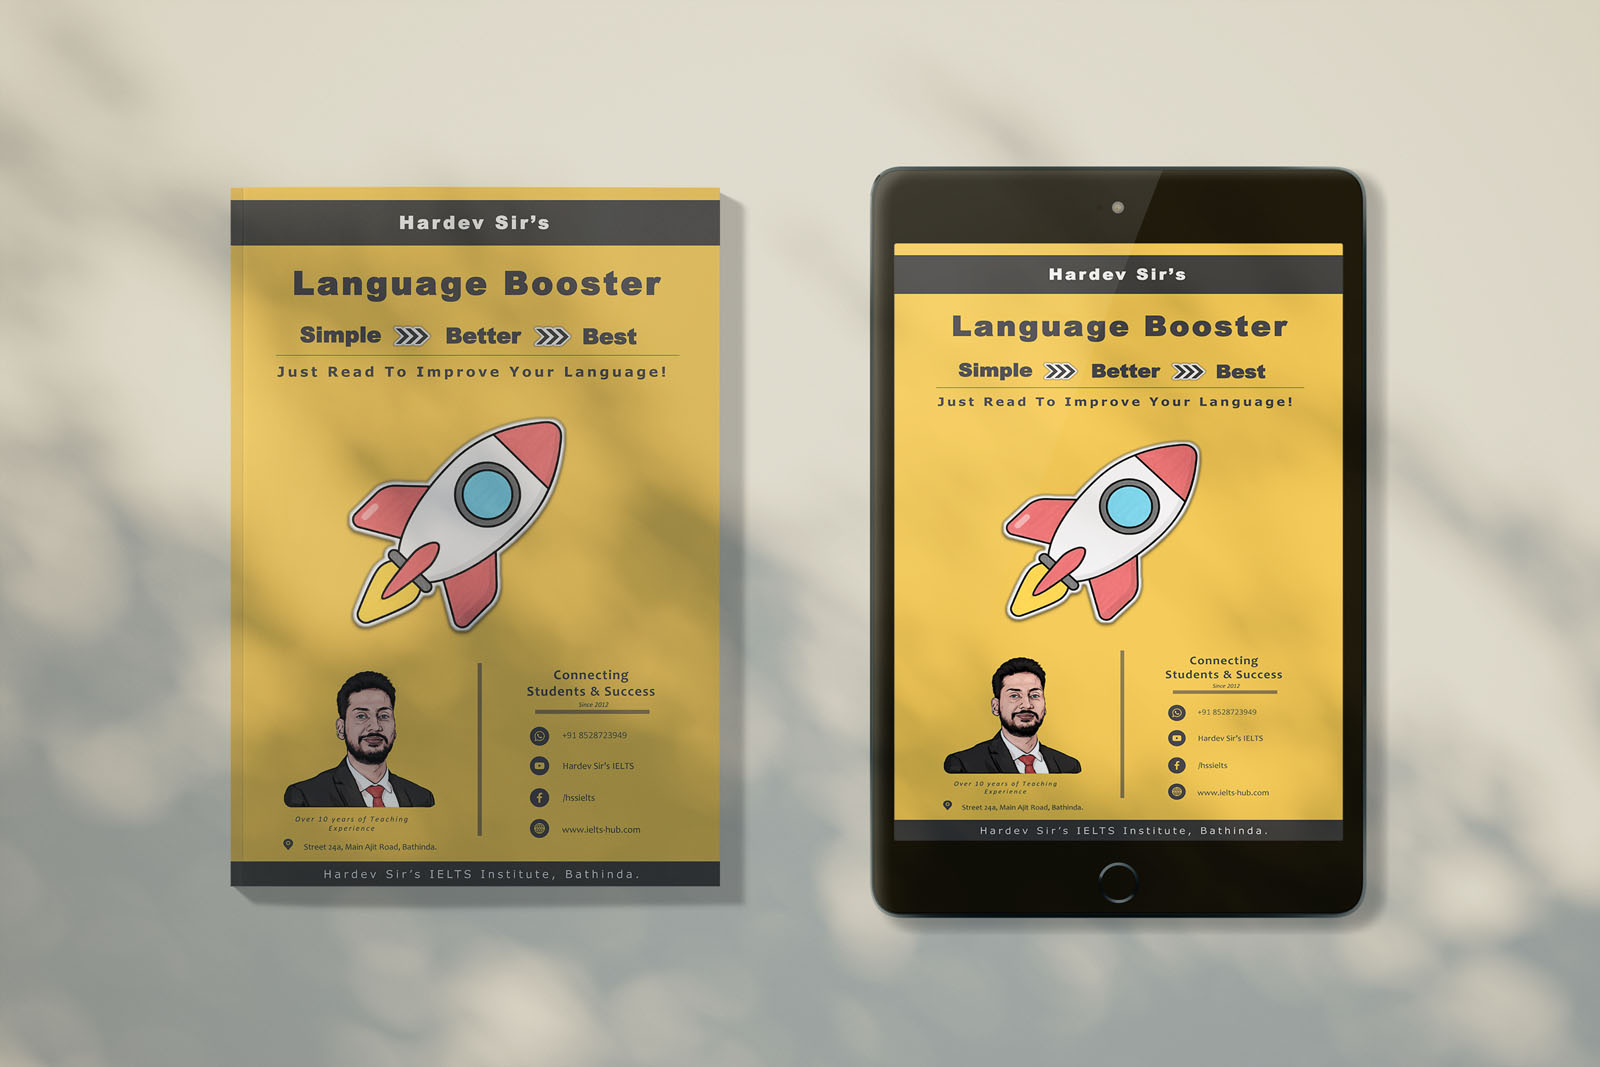 Hardev Sir's
Language Booster
Simple Better Best
Just Read To Improve Your Language!
Connecting
Students & Success
Since 2012
+91 8528723949
Hardev Sir's IELTS
/hssielts
www.ielts-hub.com
Over 10 years of Teaching
Experience
Street 24a, Main Ajit Road, Bathinda.
Hardev Sir's IELTS Institute, Bathinda.
Hardev Sir's
Language Booster
Simple Better Best
Just Read To Improve Your Language!
Connecting
Students & Success
Since 2012
+91 8528723949
Hardev Sir's IELTS
/hssielts
www.ielts-hub.com
Over 10 years of Teaching
Experience
Street 24a, Main Ajit Road, Bathinda.
Hardev Sir's IELTS Institute, Bathinda.